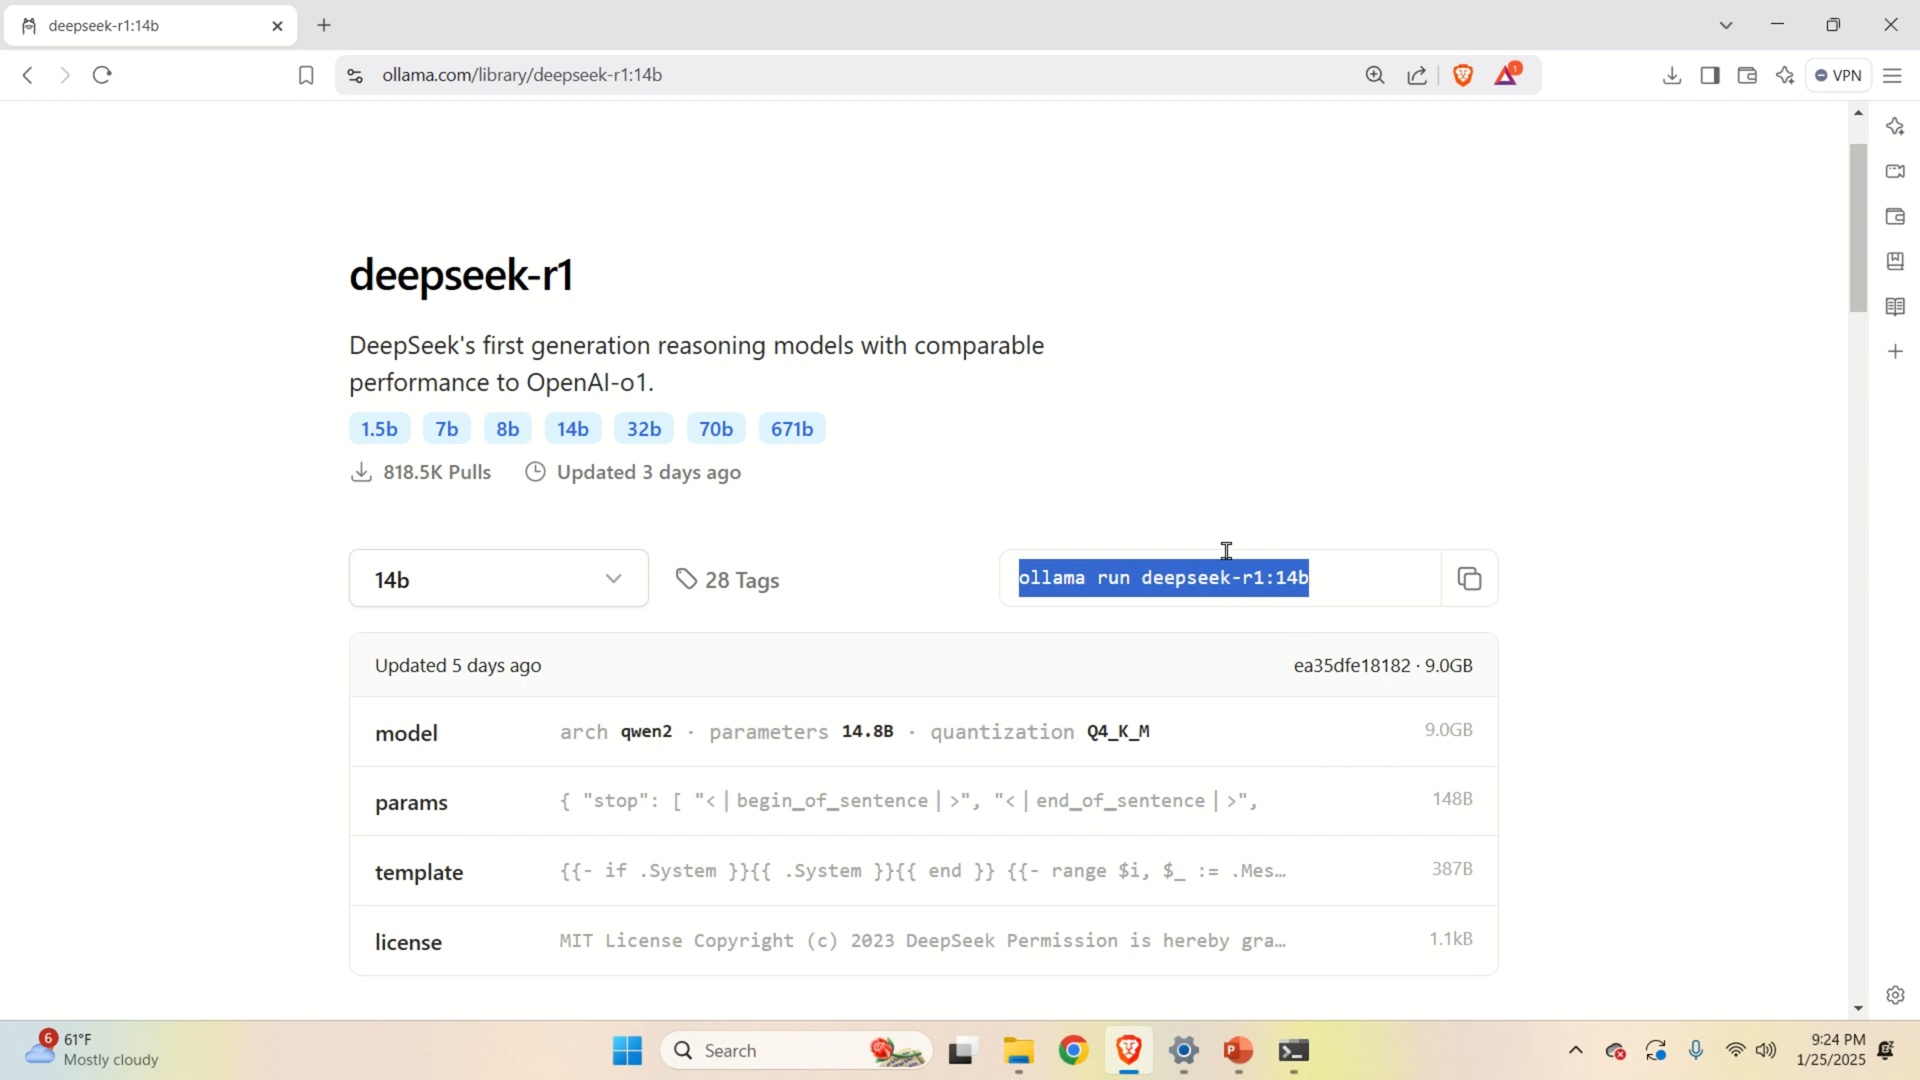 deepseek-r1:14b
ollama.com/library/deepseek-r1:14b
1
VPN
deepseek-r1
DeepSeek's first generation reasoning models with comparable
performance to OpenAI-o1.
1.5b 7b 8b 14b 32b 70b 671b
818.5K Pulls Updated 3 days ago
14b 28 Tags ollama run deepseek-r1:14b
Updated 5 days ago ea35dfe18182 · 9.0GB
model arch qwen2 · parameters 14.8B · quantization Q4_K_M 9.0GB
params { "stop": [ "<｜begin_of_sentence｜>", "<｜end_of_sentence｜>", 148B
template {{- if .System }}{{ .System }}{{ end }} {{- range $i, $_ := .Mes… 387B
license MIT License Copyright (c) 2023 DeepSeek Permission is hereby gra… 1.1kB
6
61°F
Mostly cloudy
Search
9:24 PM
1/25/2025